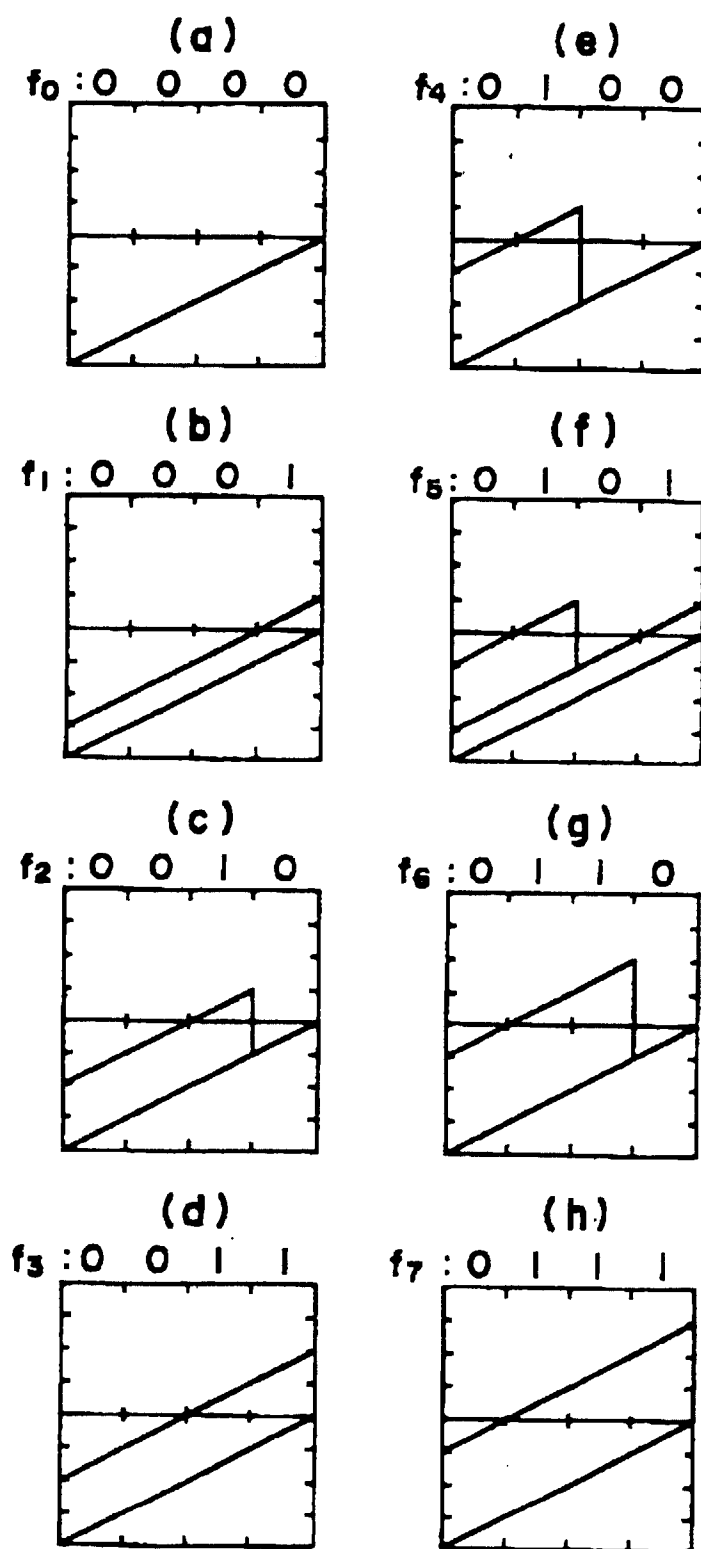 (a)
f₀:0 0 0 0
(b)
f₁:0 0 0 1
(c)
f₂:0 0 1 0
(d)
f₃:0 0 1 1
(e)
f₄:0 1 0 0
(f)
f₅:0 1 0 1
(g)
f₆:0 1 1 0
(h)
f₇:0 1 1 1